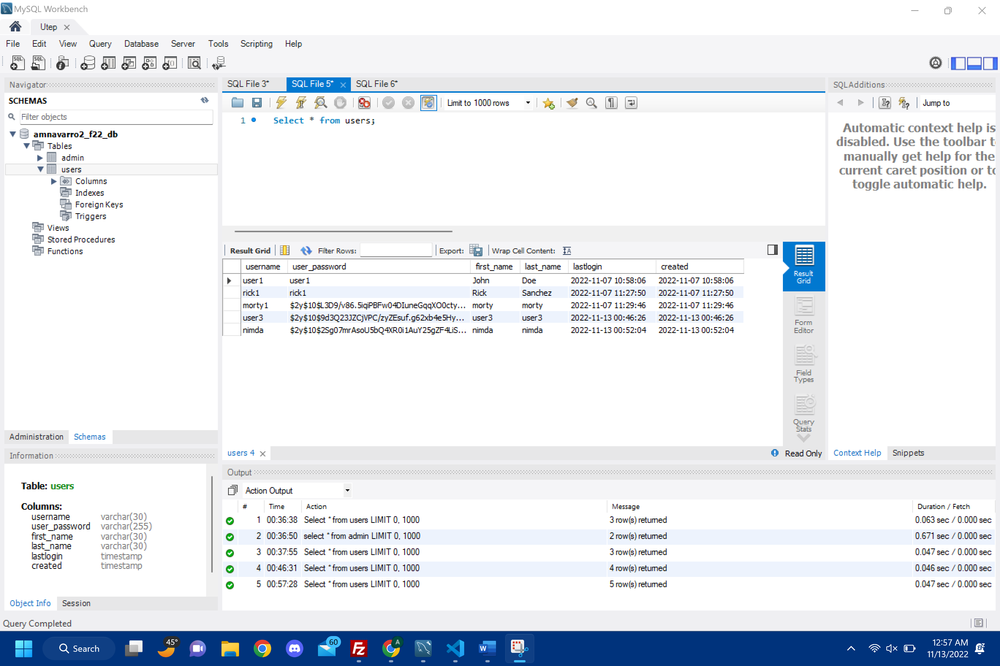 MySQL Workbench
Utep
File Edit View Query Database Server Tools Scripting Help
Navigator
SCHEMAS
Filter objects
amnavarro2_f22_db
Tables
admin
users
Columns
Indexes
Foreign Keys
Triggers
Views
Stored Procedures
Functions
Administration Schemas
Information
Table: users
Columns:
username varchar(30)
user_password varchar(255)
first_name varchar(30)
last_name varchar(30)
lastlogin timestamp
created timestamp
Object Info Session
SQL File 3* SQL File 5* SQL File 6*
Limit to 1000 rows
1 Select * from users;
Result Grid Filter Rows: Export: Wrap Cell Content:
username user_password first_name last_name lastlogin created
user1 user1 John Doe 2022-11-07 10:58:06 2022-11-07 10:58:06
rick1 rick1 Rick Sanchez 2022-11-07 11:27:50 2022-11-07 11:27:50
morty1 $2y$10$L3D9/v86.5iqiPBFw04DIuneGqqXO0cty... morty morty 2022-11-07 11:29:46 2022-11-07 11:29:46
user3 $2y$10$9d3Q23JZCjVPC/zyZEsuf.g62xb4e5Hy... user3 user3 2022-11-13 00:46:26 2022-11-13 00:46:26
nimda $2y$10$2Sg07mrAsoU5bQ4XR0i1AuY25gZF4LiS... nimda nimda 2022-11-13 00:52:04 2022-11-13 00:52:04
Result
Grid
Form
Editor
Field
Types
Query
Stats
users 4 Read Only
SQLAdditions
Jump to
Automatic context help is
disabled. Use the toolbar t
manually get help for the
current caret position or to
toggle automatic help.
Context Help Snippets
Output
Action Output
# Time Action Message Duration / Fetch
1 00:36:38 Select * from users LIMIT 0, 1000 3 row(s) returned 0.063 sec / 0.000 sec
2 00:36:50 select * from admin LIMIT 0, 1000 2 row(s) returned 0.671 sec / 0.000 sec
3 00:37:55 Select * from users LIMIT 0, 1000 3 row(s) returned 0.047 sec / 0.000 sec
4 00:46:31 Select * from users LIMIT 0, 1000 4 row(s) returned 0.046 sec / 0.000 sec
5 00:57:28 Select * from users LIMIT 0, 1000 5 row(s) returned 0.047 sec / 0.000 sec
Query Completed
Search
45°
60
12:57 AM
11/13/2022